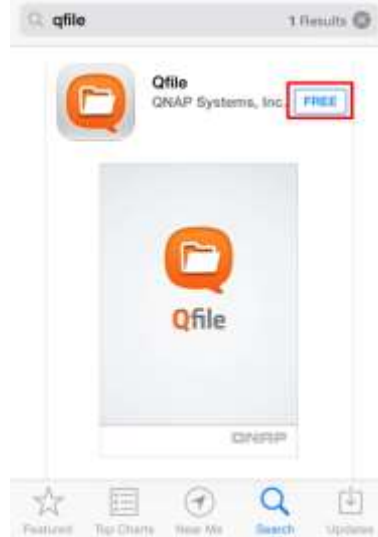 qfile
1 Results
Qfile
QNAP Systems, Inc.
FREE
Qfile
QNAP
Featured
Top Charts
Near Me
Search
Updates